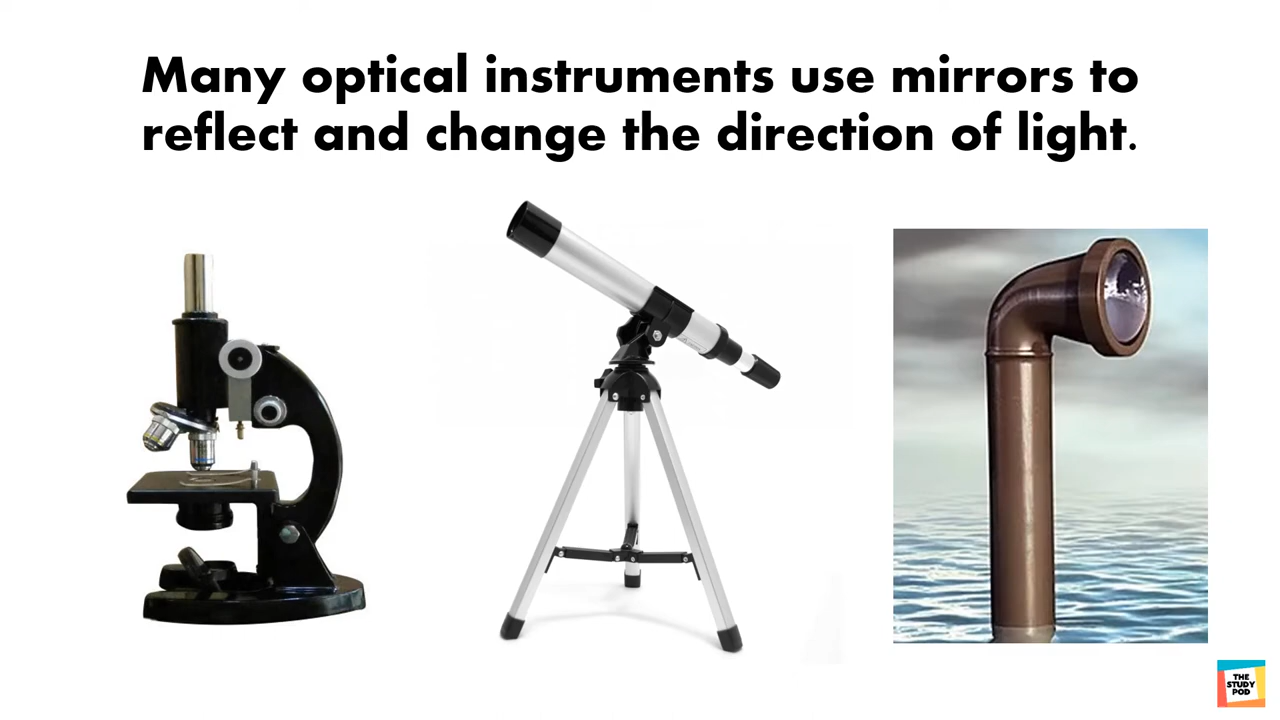 Many optical instruments use mirrors to
reflect and change the direction of light.
THE
STUDY
POD